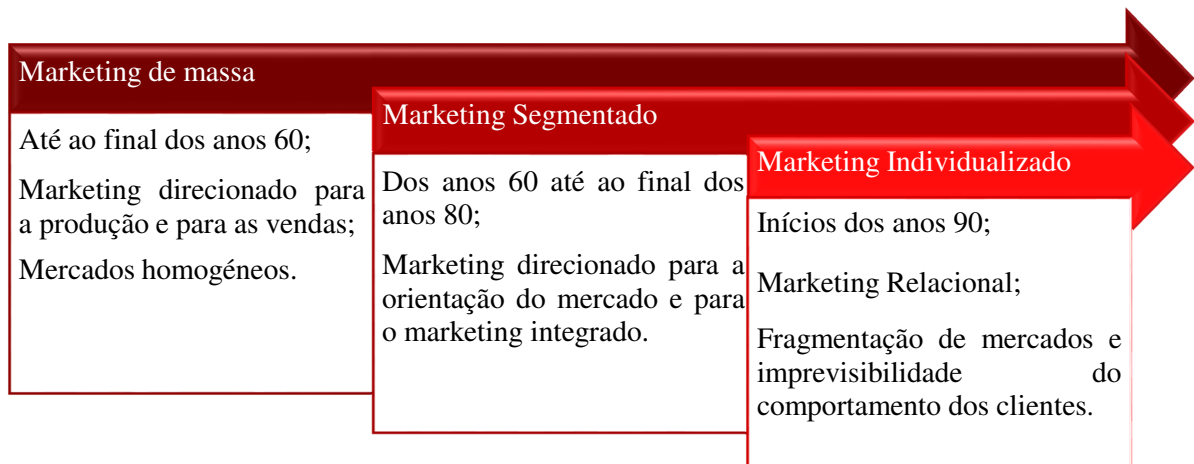 Marketing de massa
Até ao final dos anos 60;
Marketing direcionado para
a produção e para as vendas;
Mercados homogéneos.
Marketing Segmentado
Dos anos 60 até ao final dos
anos 80;
Marketing direcionado para a
orientação do mercado e para
o marketing integrado.
Marketing Individualizado
Inícios dos anos 90;
Marketing Relacional;
Fragmentação de mercados e
imprevisibilidade do
comportamento dos clientes.